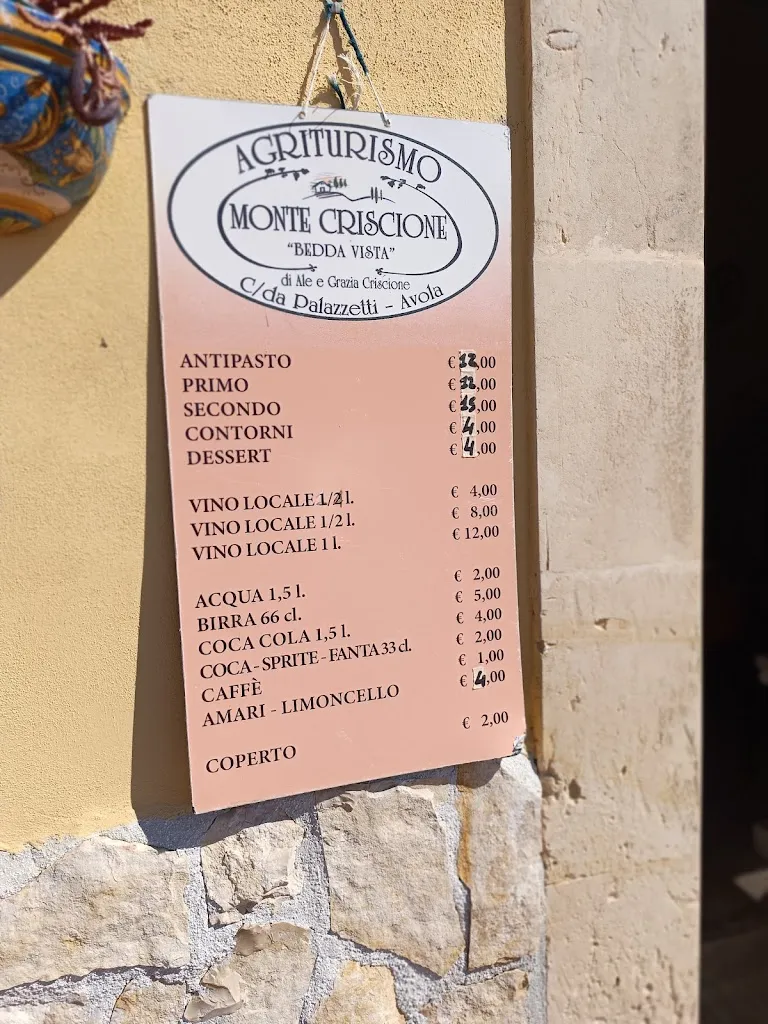 AGRITURISMO
MONTE CRISCIONE
"BEDDA VISTA"
di Ale e Grazia Criscione
C/da Palazzetti - Avola
ANTIPASTO € 12,00
PRIMO € 12,00
SECONDO € 15,00
CONTORNI € 4,00
DESSERT € 4,00
VINO LOCALE 1/2 l. € 4,00
VINO LOCALE 1/2 l. € 8,00
VINO LOCALE 1 l. € 12,00
ACQUA 1,5 l. € 2,00
BIRRA 66 cl. € 5,00
COCA COLA 1,5 l. € 4,00
COCA - SPRITE - FANTA 33 cl. € 2,00
CAFFÈ € 1,00
AMARI - LIMONCELLO € 4,00
COPERTO € 2,00